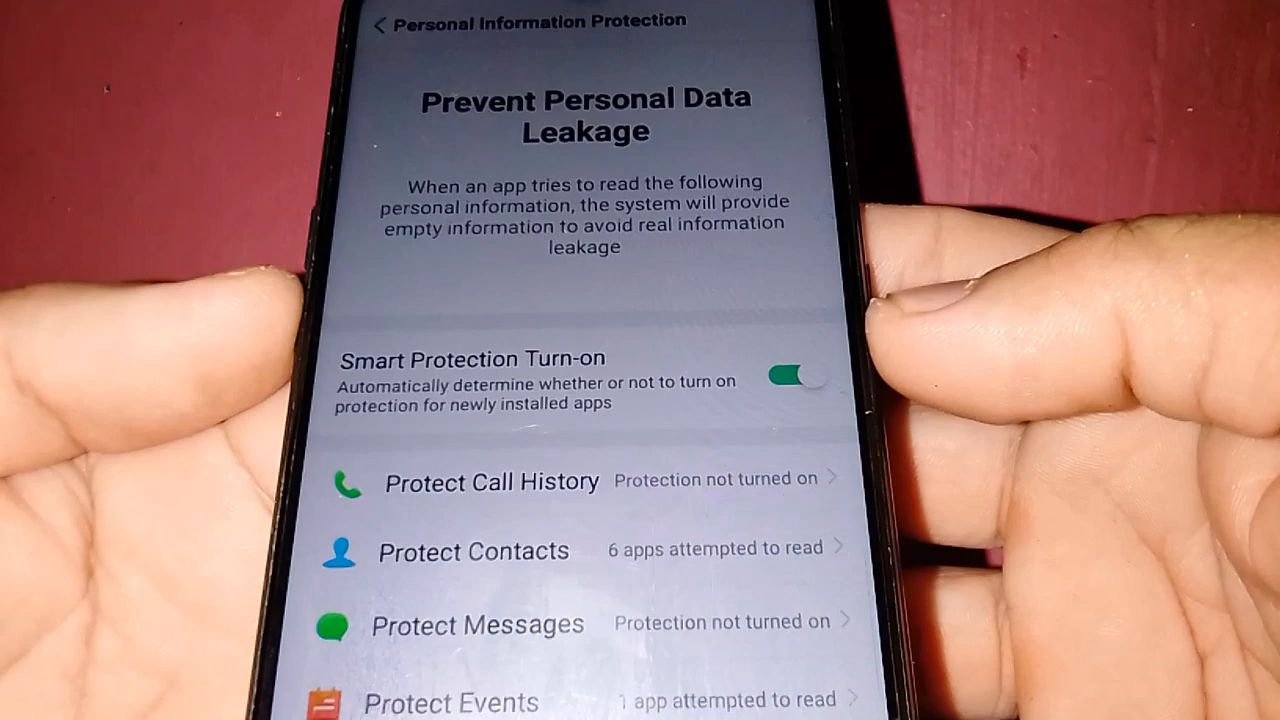 Personal Information Protection
Prevent Personal Data
Leakage
When an app tries to read the following
personal information, the system will provide
empty information to avoid real information
leakage
Smart Protection Turn-on
Automatically determine whether or not to turn on
protection for newly installed apps
Protect Call History Protection not turned on
Protect Contacts 6 apps attempted to read
Protect Messages Protection not turned on
Protect Events 1 app attempted to read